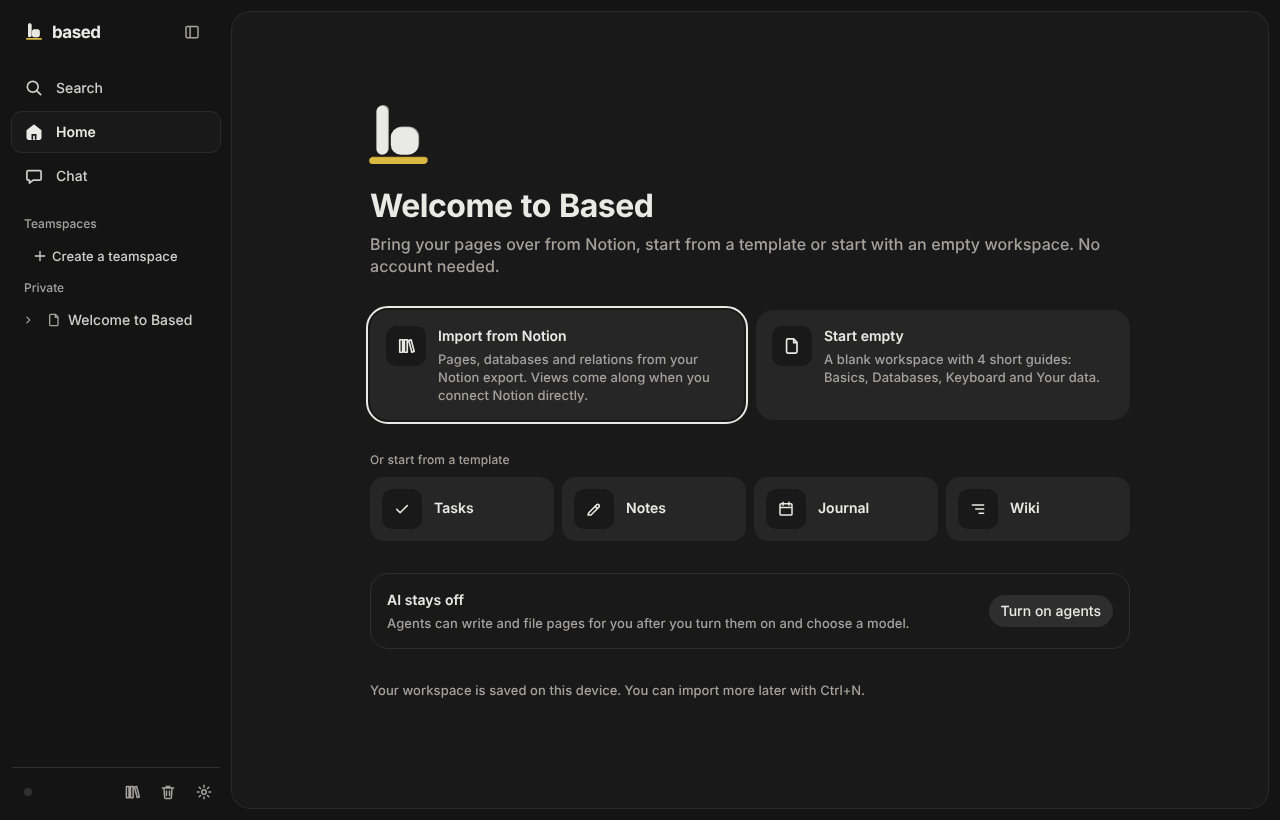 based
Search
Home
Chat
Teamspaces
Create a teamspace
Private
Welcome to Based
Welcome to Based
Bring your pages over from Notion, start from a template or start with an empty workspace. No
account needed.
Import from Notion
Pages, databases and relations from your
Notion export. Views come along when you
connect Notion directly.
Start empty
A blank workspace with 4 short guides:
Basics, Databases, Keyboard and Your data.
Or start from a template
Tasks
Notes
Journal
Wiki
AI stays off
Agents can write and file pages for you after you turn them on and choose a model.
Turn on agents
Your workspace is saved on this device. You can import more later with Ctrl+N.